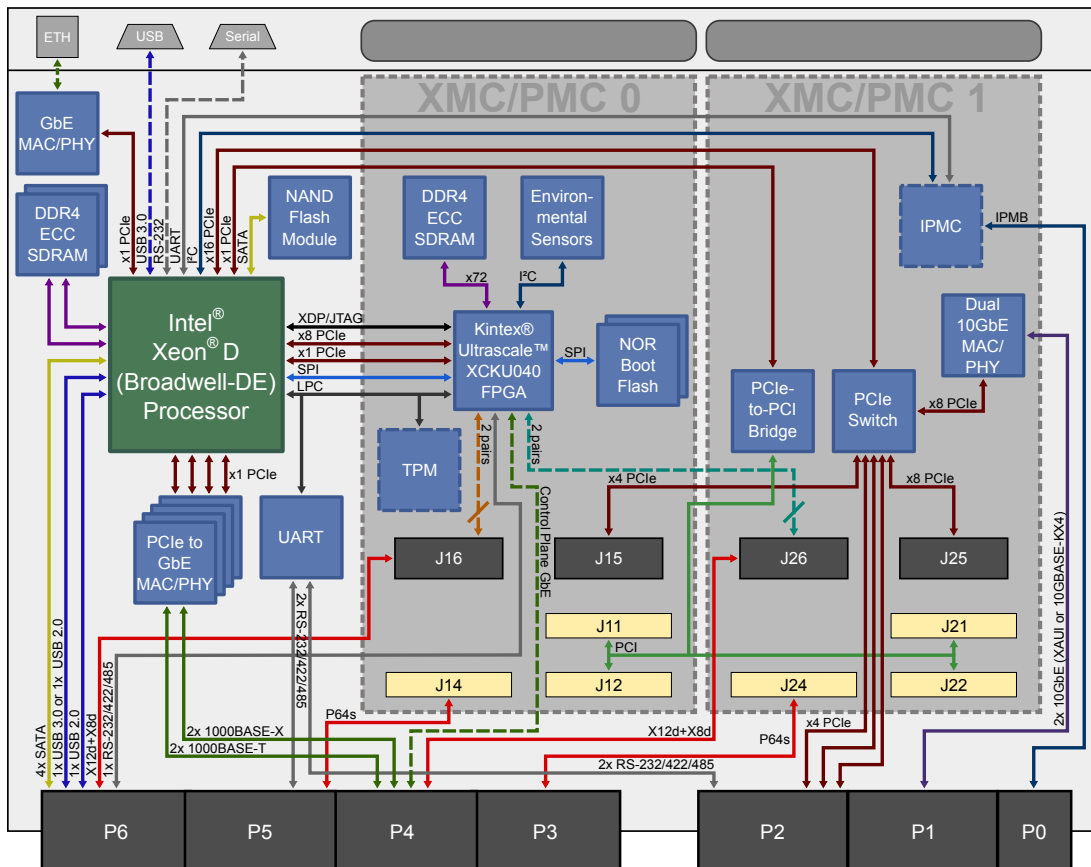 ETH
USB
Serial
XMC/PMC 0
XMC/PMC 1
GbE
MAC/PHY
DDR4
ECC
SDRAM
NAND
Flash
Module
DDR4
ECC
SDRAM
Environ-
mental
Sensors
IPMC
IPMB
x1 PCIe
USB 3.0
RS-232
UART
I²C
x16 PCIe
x1 PCIe
SATA
x72
I²C
Intel®
Xeon® D
(Broadwell-DE)
Processor
XDP/JTAG
x8 PCIe
x1 PCIe
SPI
LPC
Kintex®
Ultrascale™
XCKU040
FPGA
SPI
NOR
Boot
Flash
Dual
10GbE
MAC/
PHY
PCIe-
to-PCI
Bridge
PCIe
Switch
x8 PCIe
x1 PCIe
TPM
2 pairs
2 pairs
x4 PCIe
x8 PCIe
PCIe to
GbE
MAC/PHY
UART
J16
Control Plane GbE
J15
J26
J25
2x RS-232/422/485
J11
PCI
J12
J21
J22
J14
J24
2x 10GbE (XAUI or 10GBASE-KX4)
4x SATA
1x USB 3.0 or 1x USB 2.0
1x USB 2.0
X12d+X8d
1x RS-232/422/485
2x 1000BASE-X
2x 1000BASE-T
P64s
X12d+X8d
2x RS-232/422/485
P64s
x4 PCIe
P6
P5
P4
P3
P2
P1
P0